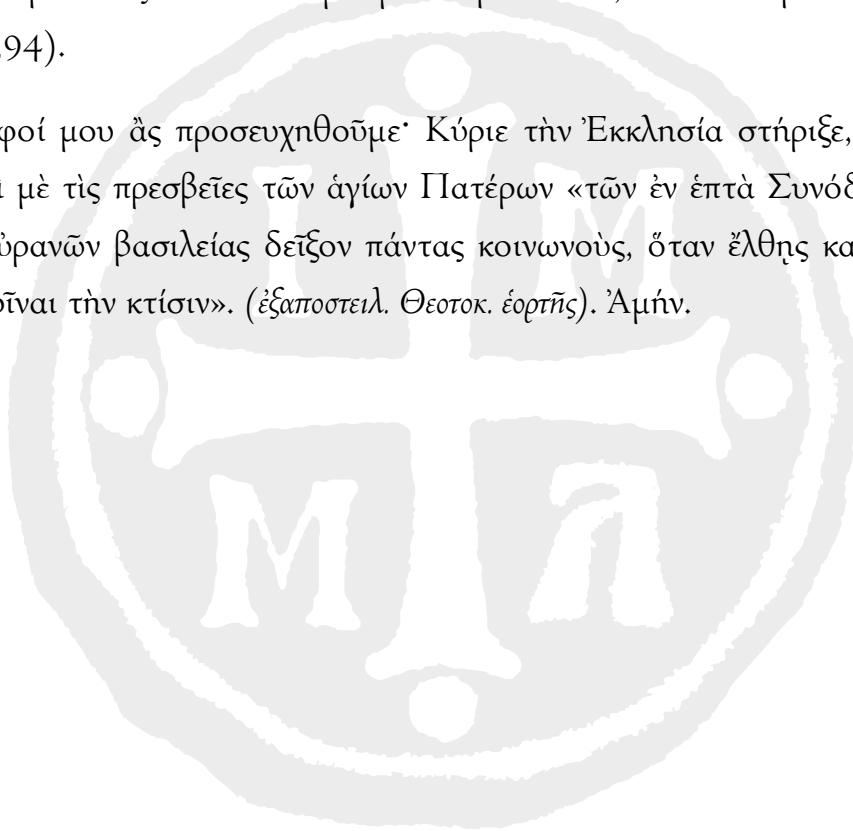 94).
φοί μου ἂς προσευχηθοῦμε· Κύριε τὴν Ἐκκλησία στήριξε,
μὲ τὶς πρεσβεῖες τῶν ἁγίων Πατέρων «τῶν ἐν ἑπτὰ Συνόδ
ὐρανῶν βασιλείας δεῖξον πάντας κοινωνοὺς, ὅταν ἔλθῃς κα
ῖναι τὴν κτίσιν». (ἐξαποστειλ. Θεοτοκ. ἑορτῆς). Ἀμήν.
Ι Μ
Μ Λ